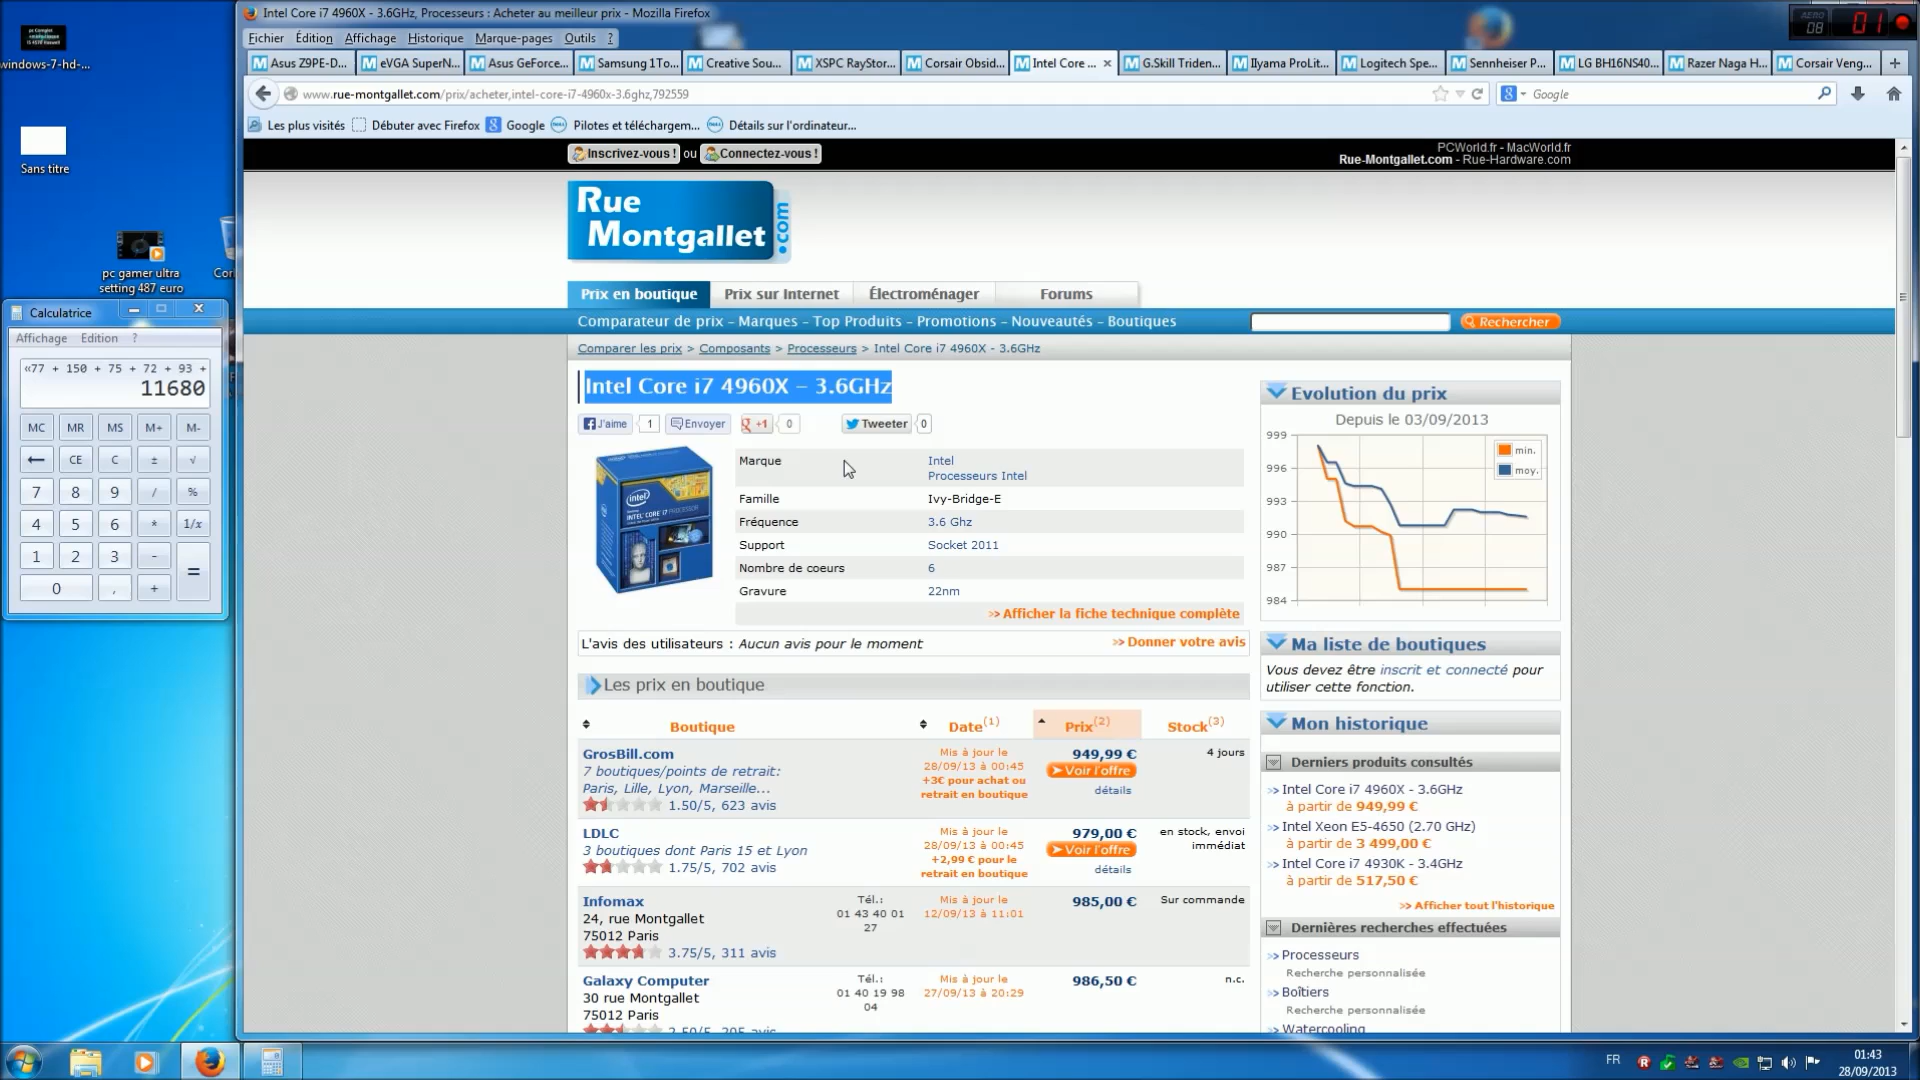 Intel Core i7 4960X - 3.6GHz, Processeurs : Acheter au meilleur prix - Mozilla Firefox
AERO 08 01
Fichier Édition Affichage Historique Marque-pages Outils ?
Asus Z9PE-D... eVGA SuperN... Asus GeForce... Samsung 1To... Creative Sou... XSPC RayStor... Corsair Obsid... Intel Core ... G.Skill Triden... IIyama ProLit... Logitech Spe... Sennheiser P... LG BH16NS40... Razer Naga H... Corsair Veng...
www.rue-montgallet.com/prix/acheter,intel-core-i7-4960x-3.6ghz,792559
Google
Les plus visités Débuter avec Firefox Google Pilotes et téléchargem... Détails sur l'ordinateur...
Inscrivez-vous ! ou Connectez-vous !
PCWorld.fr - MacWorld.fr
Rue-Montgallet.com - Rue-Hardware.com
Rue
Montgallet
.com
Prix en boutique Prix sur Internet Électroménager Forums
Comparateur de prix – Marques – Top Produits – Promotions – Nouveautés – Boutiques
Rechercher
Comparer les prix > Composants > Processeurs > Intel Core i7 4960X - 3.6GHz
Intel Core i7 4960X – 3.6GHz
J'aime 1 Envoyer +1 0 Tweeter 0
intel
INTEL CORE i7 PROCESSOR
Marque Intel
Processeurs Intel
Famille Ivy-Bridge-E
Fréquence 3.6 Ghz
Support Socket 2011
Nombre de coeurs 6
Gravure 22nm
>> Afficher la fiche technique complète
L'avis des utilisateurs : Aucun avis pour le moment
>> Donner votre avis
Les prix en boutique
Boutique Date(1) Prix(2) Stock(3)
GrosBill.com
7 boutiques/points de retrait:
Paris, Lille, Lyon, Marseille...
1.50/5, 623 avis
Mis à jour le
28/09/13 à 00:45
+3€ pour achat ou
retrait en boutique
949,99 €
Voir l'offre
détails
4 jours
LDLC
3 boutiques dont Paris 15 et Lyon
1.75/5, 702 avis
Mis à jour le
28/09/13 à 00:45
+2,99 € pour le
retrait en boutique
979,00 €
Voir l'offre
détails
en stock, envoi
immédiat
Infomax
24, rue Montgallet
75012 Paris
3.75/5, 311 avis
Tél.:
01 43 40 01
27
Mis à jour le
12/09/13 à 11:01
985,00 €
Sur commande
Galaxy Computer
30 rue Montgallet
75012 Paris
2.50/5, 205 avis
Tél.:
01 40 19 98
04
Mis à jour le
27/09/13 à 20:29
986,50 €
n.c.
Evolution du prix
Depuis le 03/09/2013
999
996
993
990
987
984
min.
moy.
Ma liste de boutiques
Vous devez être inscrit et connecté pour
utiliser cette fonction.
Mon historique
Derniers produits consultés
>> Intel Core i7 4960X - 3.6GHz
à partir de 949,99 €
>> Intel Xeon E5-4650 (2.70 GHz)
à partir de 3 499,00 €
>> Intel Core i7 4930K - 3.4GHz
à partir de 517,50 €
>> Afficher tout l'historique
Dernières recherches effectuées
>> Processeurs
Recherche personnalisée
>> Boîtiers
Recherche personnalisée
>> Watercooling
windows-7-hd-...
Sans titre
pc gamer ultra
setting 487 euro
Cor
Calculatrice
Affichage Edition ?
«77 + 150 + 75 + 72 + 93 +
11680
MC MR MS M+ M-
← CE C ± √
7 8 9 / %
4 5 6 * 1/x
1 2 3 - =
0 , +
FR
01:43
28/09/2013